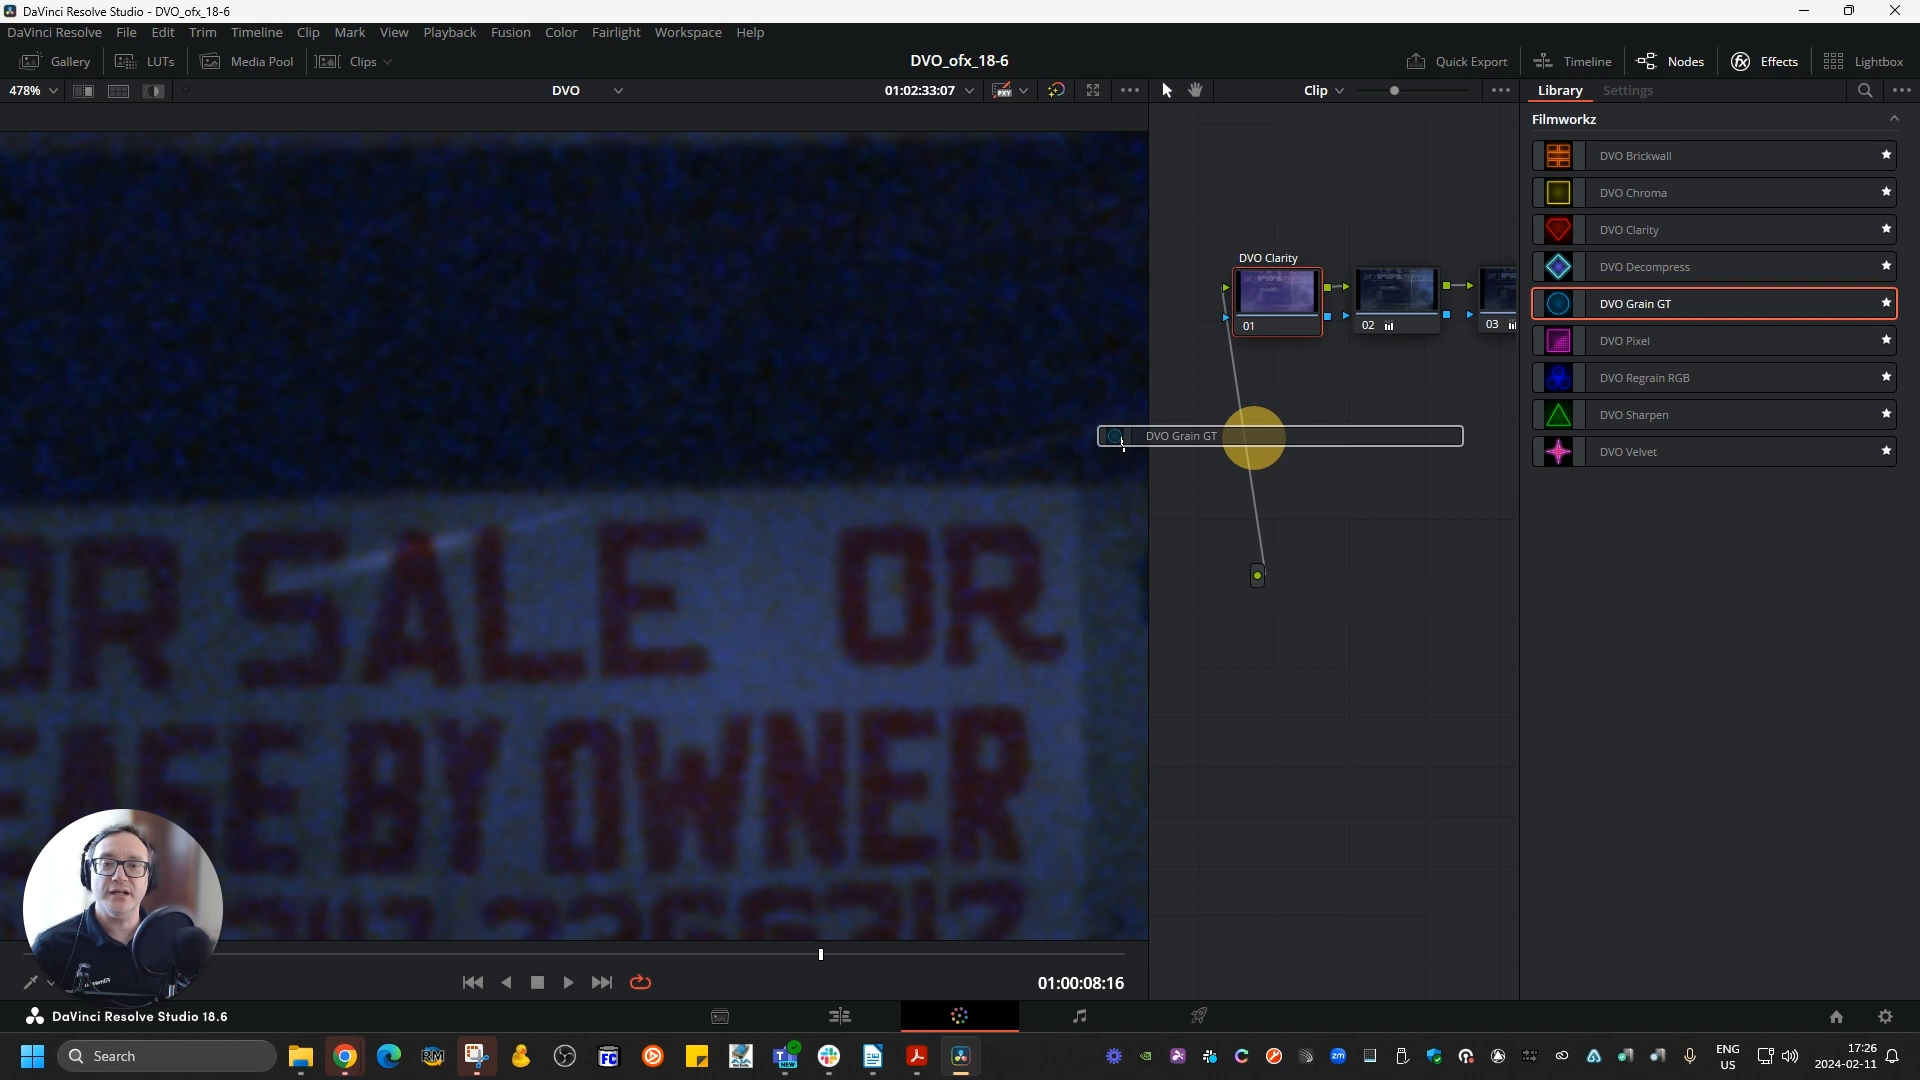 DaVinci Resolve Studio - DVO_ofx_18-6
DaVinci Resolve File Edit Trim Timeline Clip Mark View Playback Fusion Color Fairlight Workspace Help
Gallery LUTs Media Pool Clips DVO_ofx_18-6 Quick Export Timeline Nodes Effects Lightbox
478% DVO 01:02:33:07 Clip Library Settings
Filmworkz
DVO Brickwall
DVO Chroma
DVO Clarity
DVO Decompress
DVO Grain GT
DVO Pixel
DVO Regrain RGB
DVO Sharpen
DVO Velvet
DVO Clarity
01 02 03
DVO Grain GT
OR SALE OR
EASE BY OWNER
01:00:08:16
DaVinci Resolve Studio 18.6
Search
ENG
US
17:26
2024-02-11